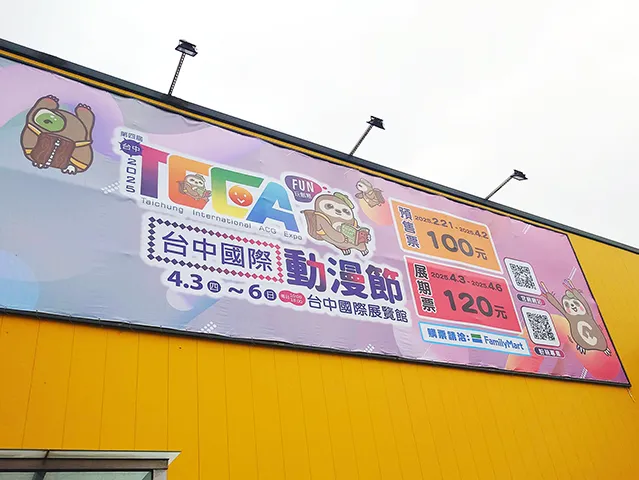 第四屆
台中
2025
TCCA
FUN
Taichung International ACG Expo
台中國際
動漫節
4.3四~6日
台中國際展覽館
預售票
2025.2.21-2025.4.2
100元
展期票
2025.4.3-2025.4.6
120元
購票請洽:FamilyMart
C